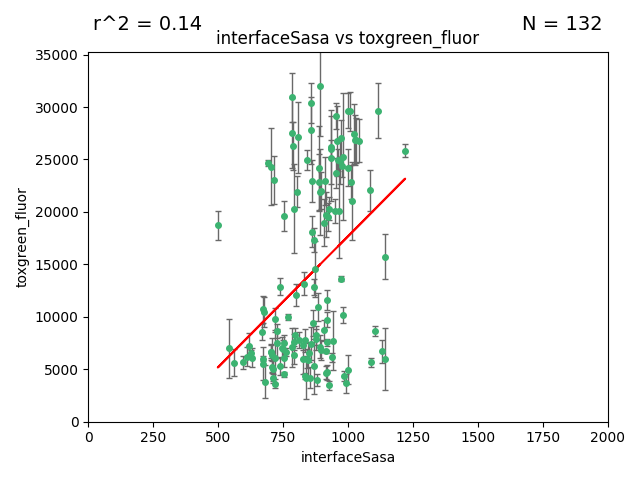 r^2 = 0.14 N = 132
interfaceSasa vs toxgreen_fluor
35000
30000
25000
20000
15000
10000
5000
0
toxgreen_fluor
0 250 500 750 1000 1250 1500 1750 2000
interfaceSasa